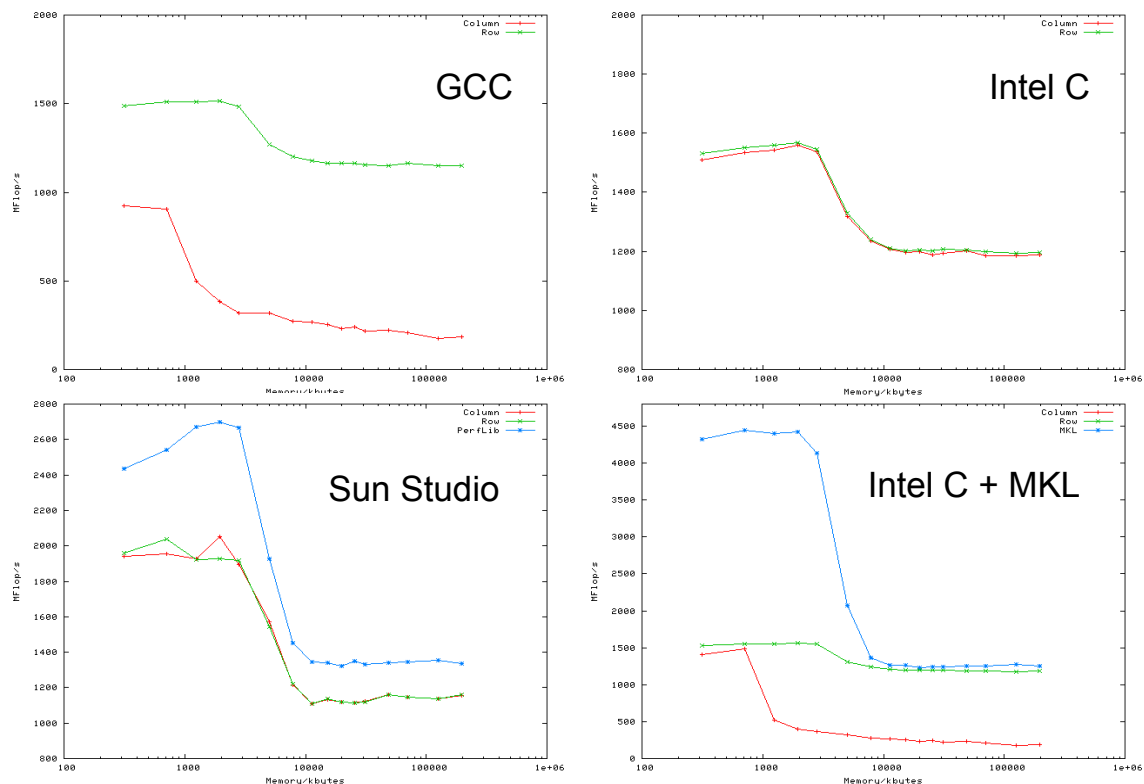 2000
1500
1000
500
0
MFlop/s
Column
Row
GCC
100
1000
10000
100000
1e+06
Memory/kbytes
2000
1800
1600
1400
1200
1000
800
MFlop/s
Column
Row
Intel C
100
1000
10000
100000
1e+06
Memory/kbytes
2800
2600
2400
2200
2000
1800
1600
1400
1200
1000
800
MFlop/s
Column
Row
PerfLib
Sun Studio
100
1000
10000
100000
1e+06
Memory/kbytes
4500
4000
3500
3000
2500
2000
1500
1000
500
0
MFlop/s
Column
Row
MKL
Intel C + MKL
100
1000
10000
100000
1e+06
Memory/kbytes